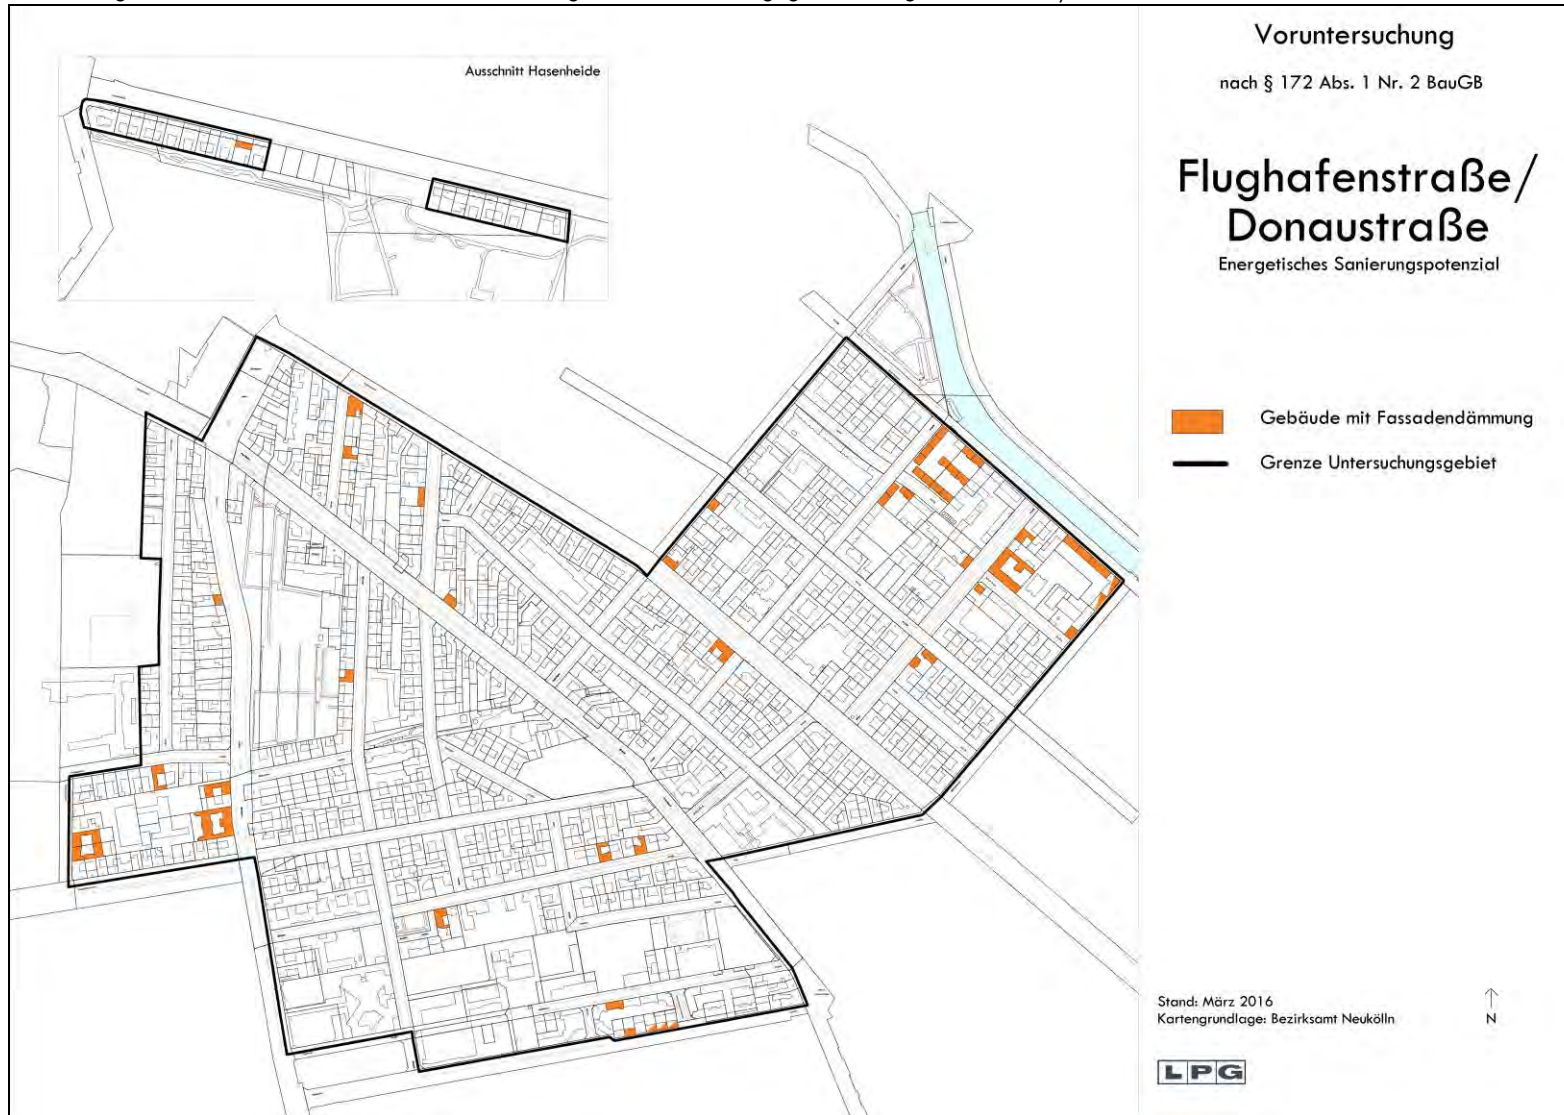 Ausschnitt Hasenheide
Voruntersuchung
nach § 172 Abs. 1 Nr. 2 BauGB
Flughafenstraße/
Donaustraße
Energetisches Sanierungspotenzial
Gebäude mit Fassadendämmung
Grenze Untersuchungsgebiet
Stand: März 2016
Kartengrundlage: Bezirksamt Neukölln
N
LPG